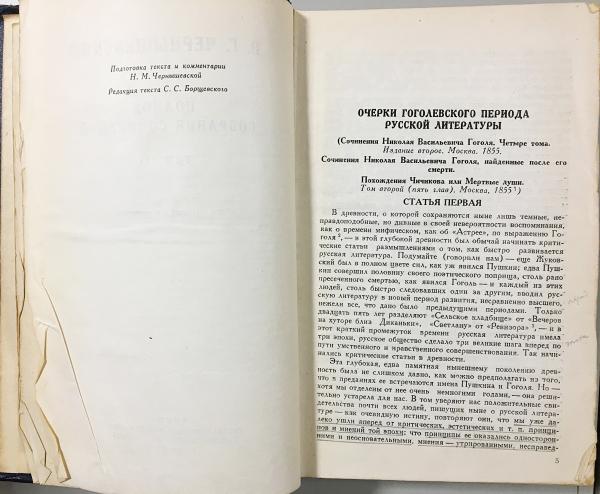 Подготовка текста и комментарии
Н. М. Чернышевской
Редакция текста С. С. Борщевского
ОЧЕРКИ ГОГОЛЕВСКОГО ПЕРИОДА
РУССКОЙ ЛИТЕРАТУРЫ
(Сочинения Николая Васильевича Гоголя. Четыре тома.
Издание второе. Москва. 1855.
Сочинения Николая Васильевича Гоголя, найденные после его
смерти.
Похождения Чичикова или Мертвые души.
Том второй (пять глав). Москва, 1855¹)
СТАТЬЯ ПЕРВАЯ
В древности, о которой сохраняются ныне лишь темные, не-
правдоподобные, но дивные в своей невероятности воспоминания,
как о времени мифическом, как об «Астрее», по выражению Го-
голя², — в этой глубокой древности был обычай начинать крити-
ческие статьи размышлениями о том, как быстро развивается
русская литература. Подумайте (говорили нам) — еще Жуков-
ский был в полном цвете сил, как уж явился Пушкин; едва Пуш-
кин совершил половину своего поэтического поприща, столь рано
пресеченного смертью, как явился Гоголь — и каждый из этих
людей, столь быстро следовавших один за другим, вводил рус-
скую литературу в новый период развития, несравненно высшего,
нежели все, что дано было предыдущими периодами. Только
двадцать пять лет разделяют «Сельское кладбище» от «Вечеров
на хуторе близ Диканьки», «Светлану» от «Ревизора»³, — и в
этот краткий промежуток времени русская литература имела
три эпохи, русское общество сделало три великие шага вперед по
пути умственного и нравственного совершенствования. Так начи-
нались критические статьи в древности.
Эта глубокая, едва памятная нынешнему поколению древ-
ность была не слишком давно, как можно предполагать из того,
что в преданиях ее встречаются имена Пушкина и Гоголя. Но —
хотя мы отделены от нее очень немногими годами, — она реши-
тельно устарела для нас. В том уверяют нас положительные сви-
детельства почти всех людей, пишущих ныне о русской литера-
туре — как очевидную истину, повторяют они, что мы уже да-
леко ушли вперед от критических, эстетических и т. п. принци-
пов и мнений той эпохи; что принципы ее оказались односторон-
ними и неосновательными, мнения — утрированными, несправед-
5